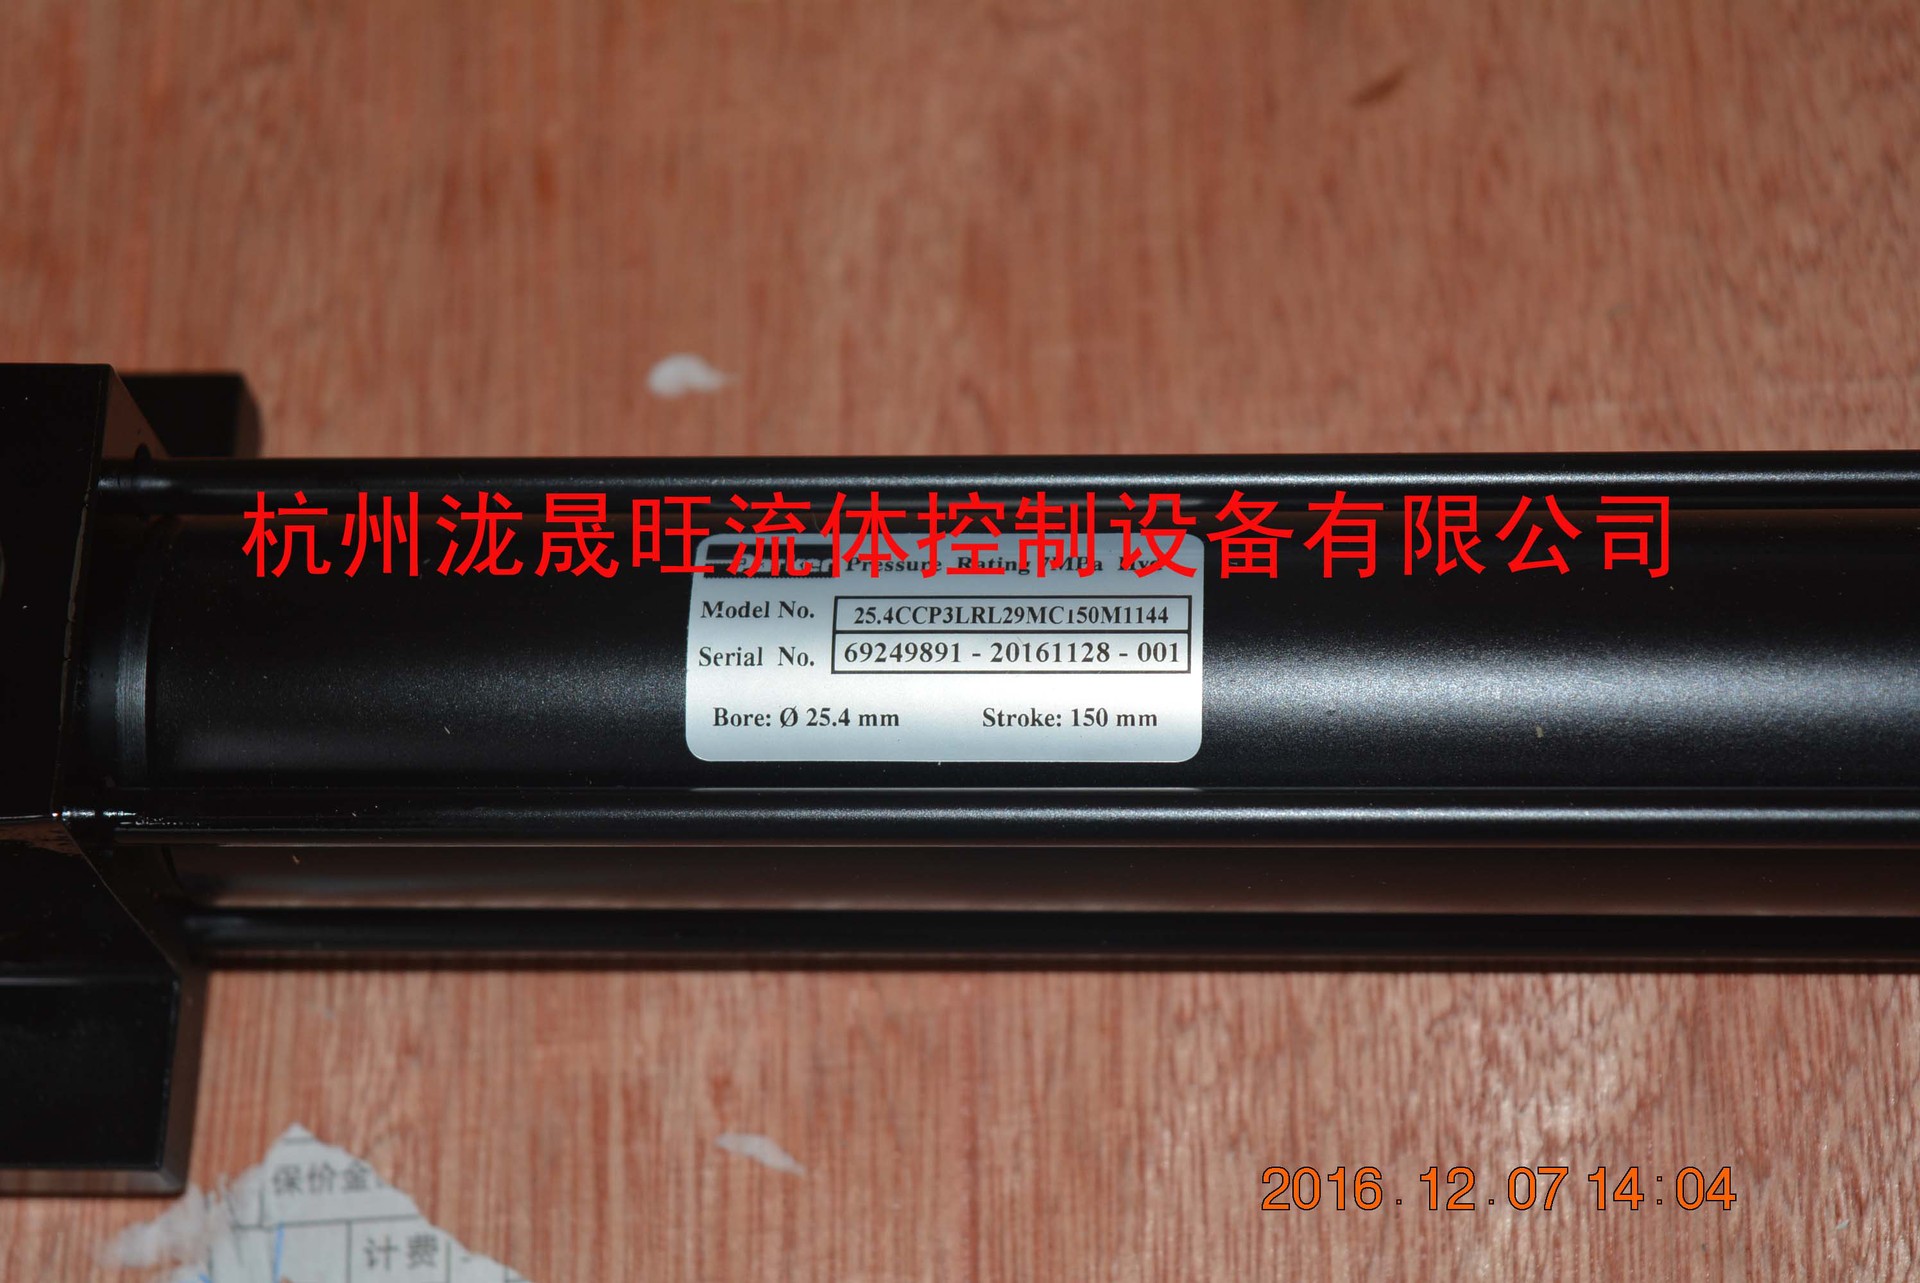 杭州泷晟旺流体控制设备有限公司
Pressure Rating 7MPa
Model No. 25.4CCP3LRL29MC150M1144
Serial No. 69249891 - 20161128 - 001
Bore: Ø 25.4 mm Stroke: 150 mm
保价金
计费
2016.12.07 14:04